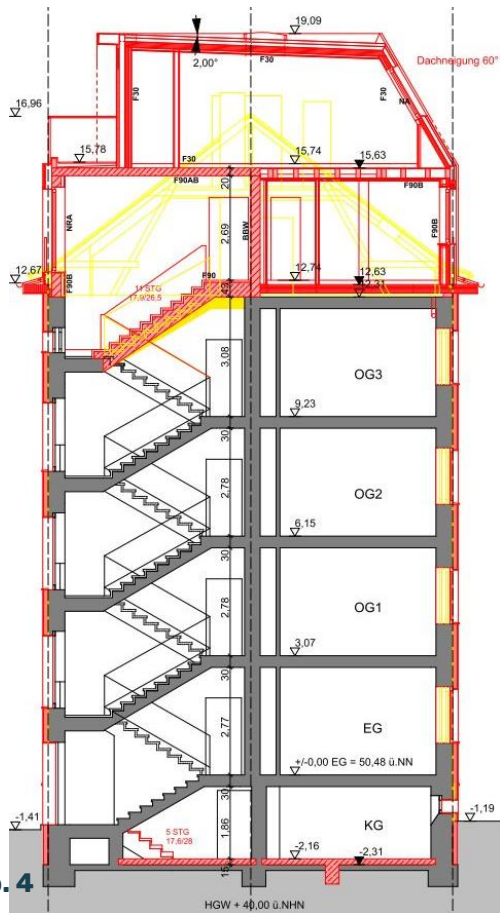 19,09
2,00°
F30
Dachneigung 60°
F30
F30
NA
16,96
15,78
F30
15,74
15,63
F90AB
20
F90B
NRA
2,69
BBW
12,67
F90B
11 STG
17,9/26,5
F90
12,74
12,63
3,08
OG3
9,23
30
2,78
OG2
6,15
30
2,78
OG1
3,07
30
2,77
EG
+/-0,00 EG = 50,48 ü.NN
30
-1,41
5 STG
17,6/28
1,86
KG
-1,19
-2,16
-2,31
15
HGW + 40,00 ü.NHN